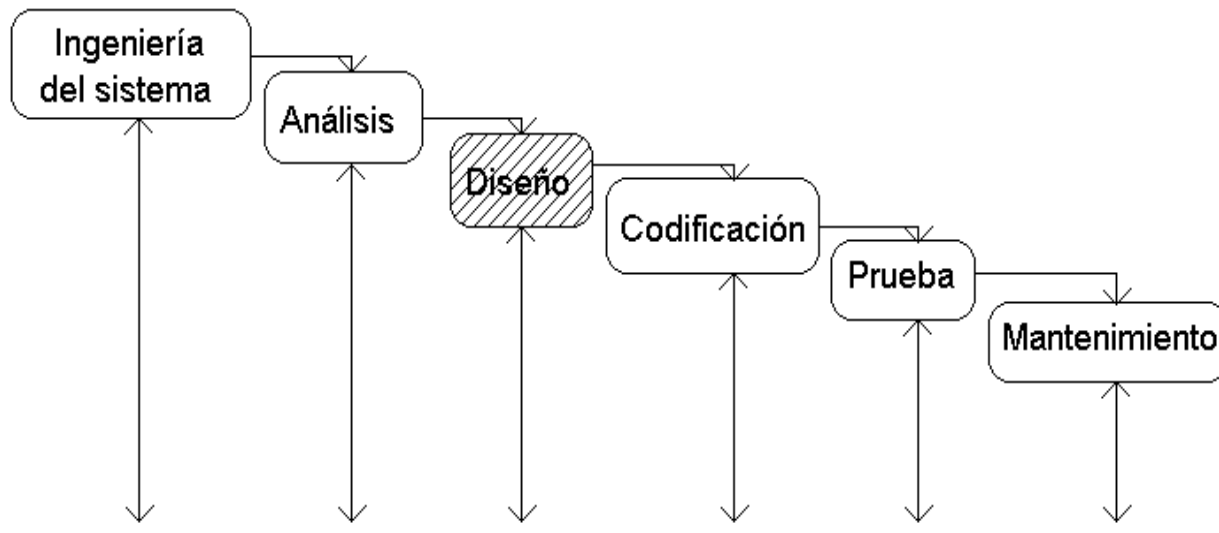 Ingeniería
del sistema
Análisis
Diseño
Codificación
Prueba
Mantenimiento